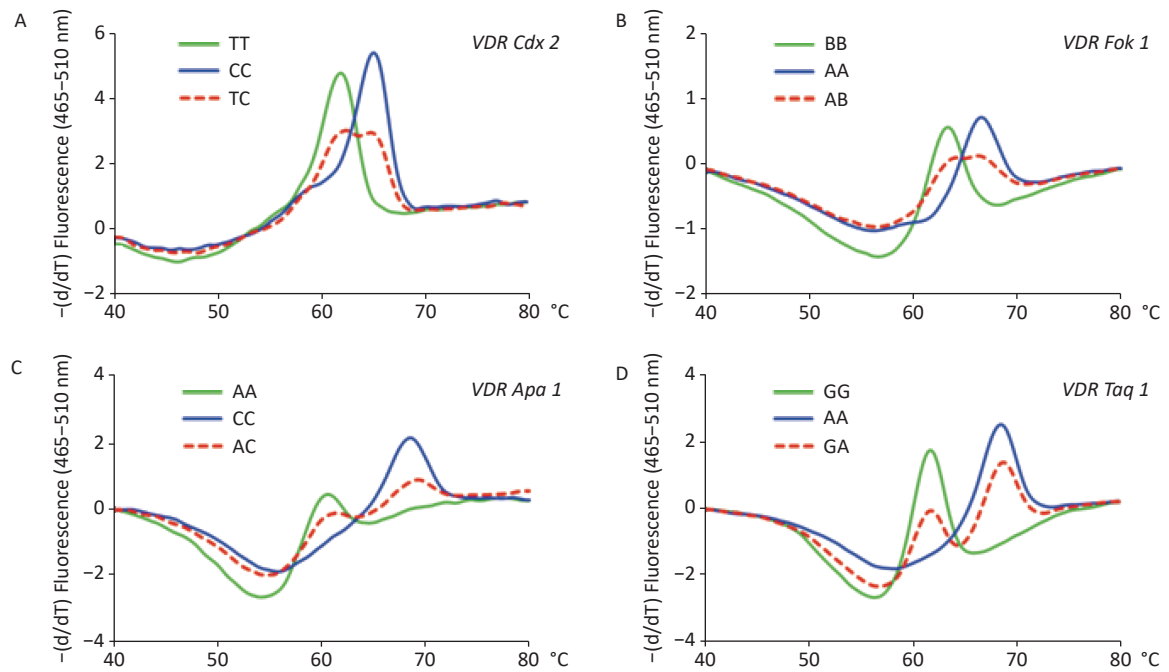 A
−(d/dT) Fluorescence (465–510 nm)
6
4
2
0
−2
TT
CC
TC
VDR Cdx 2
40 50 60 70 80 °C
B
−(d/dT) Fluorescence (465–510 nm)
2
1
0
−1
−2
BB
AA
AB
VDR Fok 1
40 50 60 70 80 °C
C
−(d/dT) Fluorescence (465–510 nm)
4
2
0
−2
−4
AA
CC
AC
VDR Apa 1
40 50 60 70 80
D
−(d/dT) Fluorescence (465–510 nm)
4
2
0
−2
−4
GG
AA
GA
VDR Taq 1
40 50 60 70 80 °C